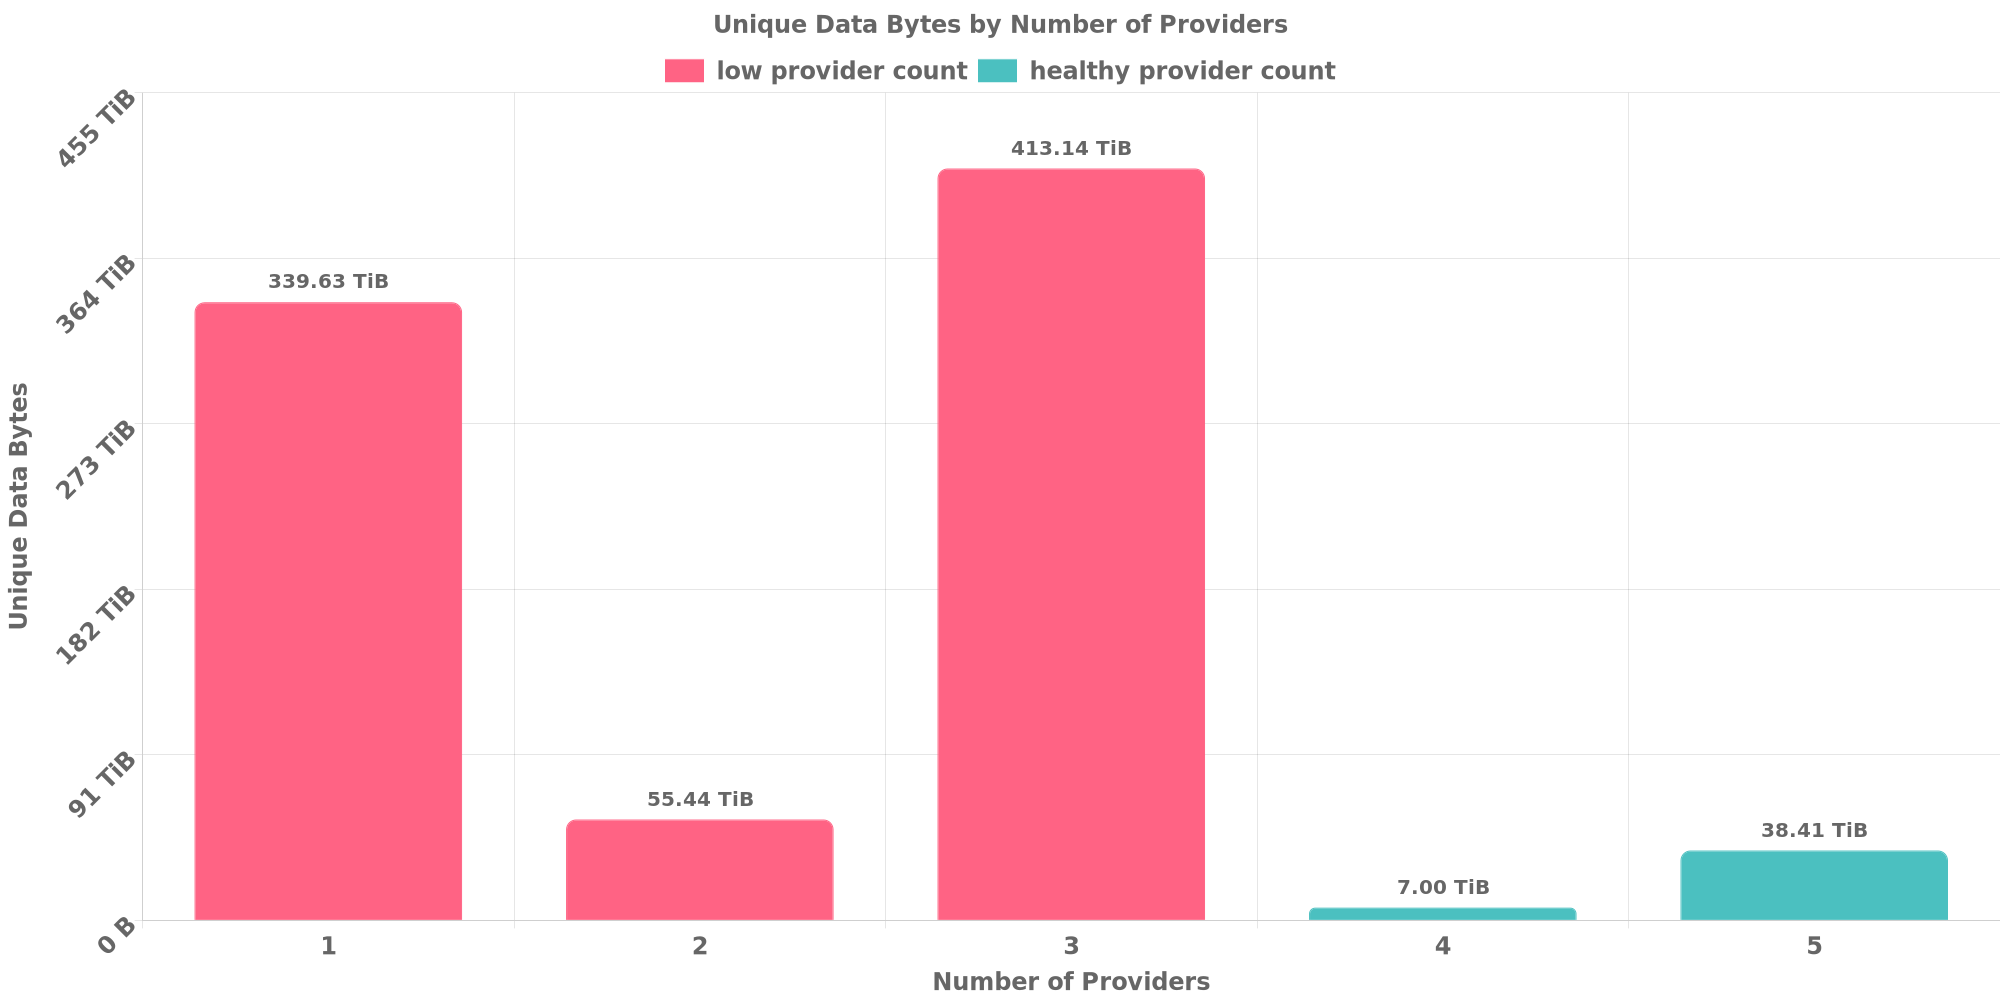 Unique Data Bytes by Number of Providers
low provider count
healthy provider count
455 TiB
364 TiB
273 TiB
182 TiB
91 TiB
0 B
Unique Data Bytes
339.63 TiB
55.44 TiB
413.14 TiB
7.00 TiB
38.41 TiB
1
2
3
4
5
Number of Providers